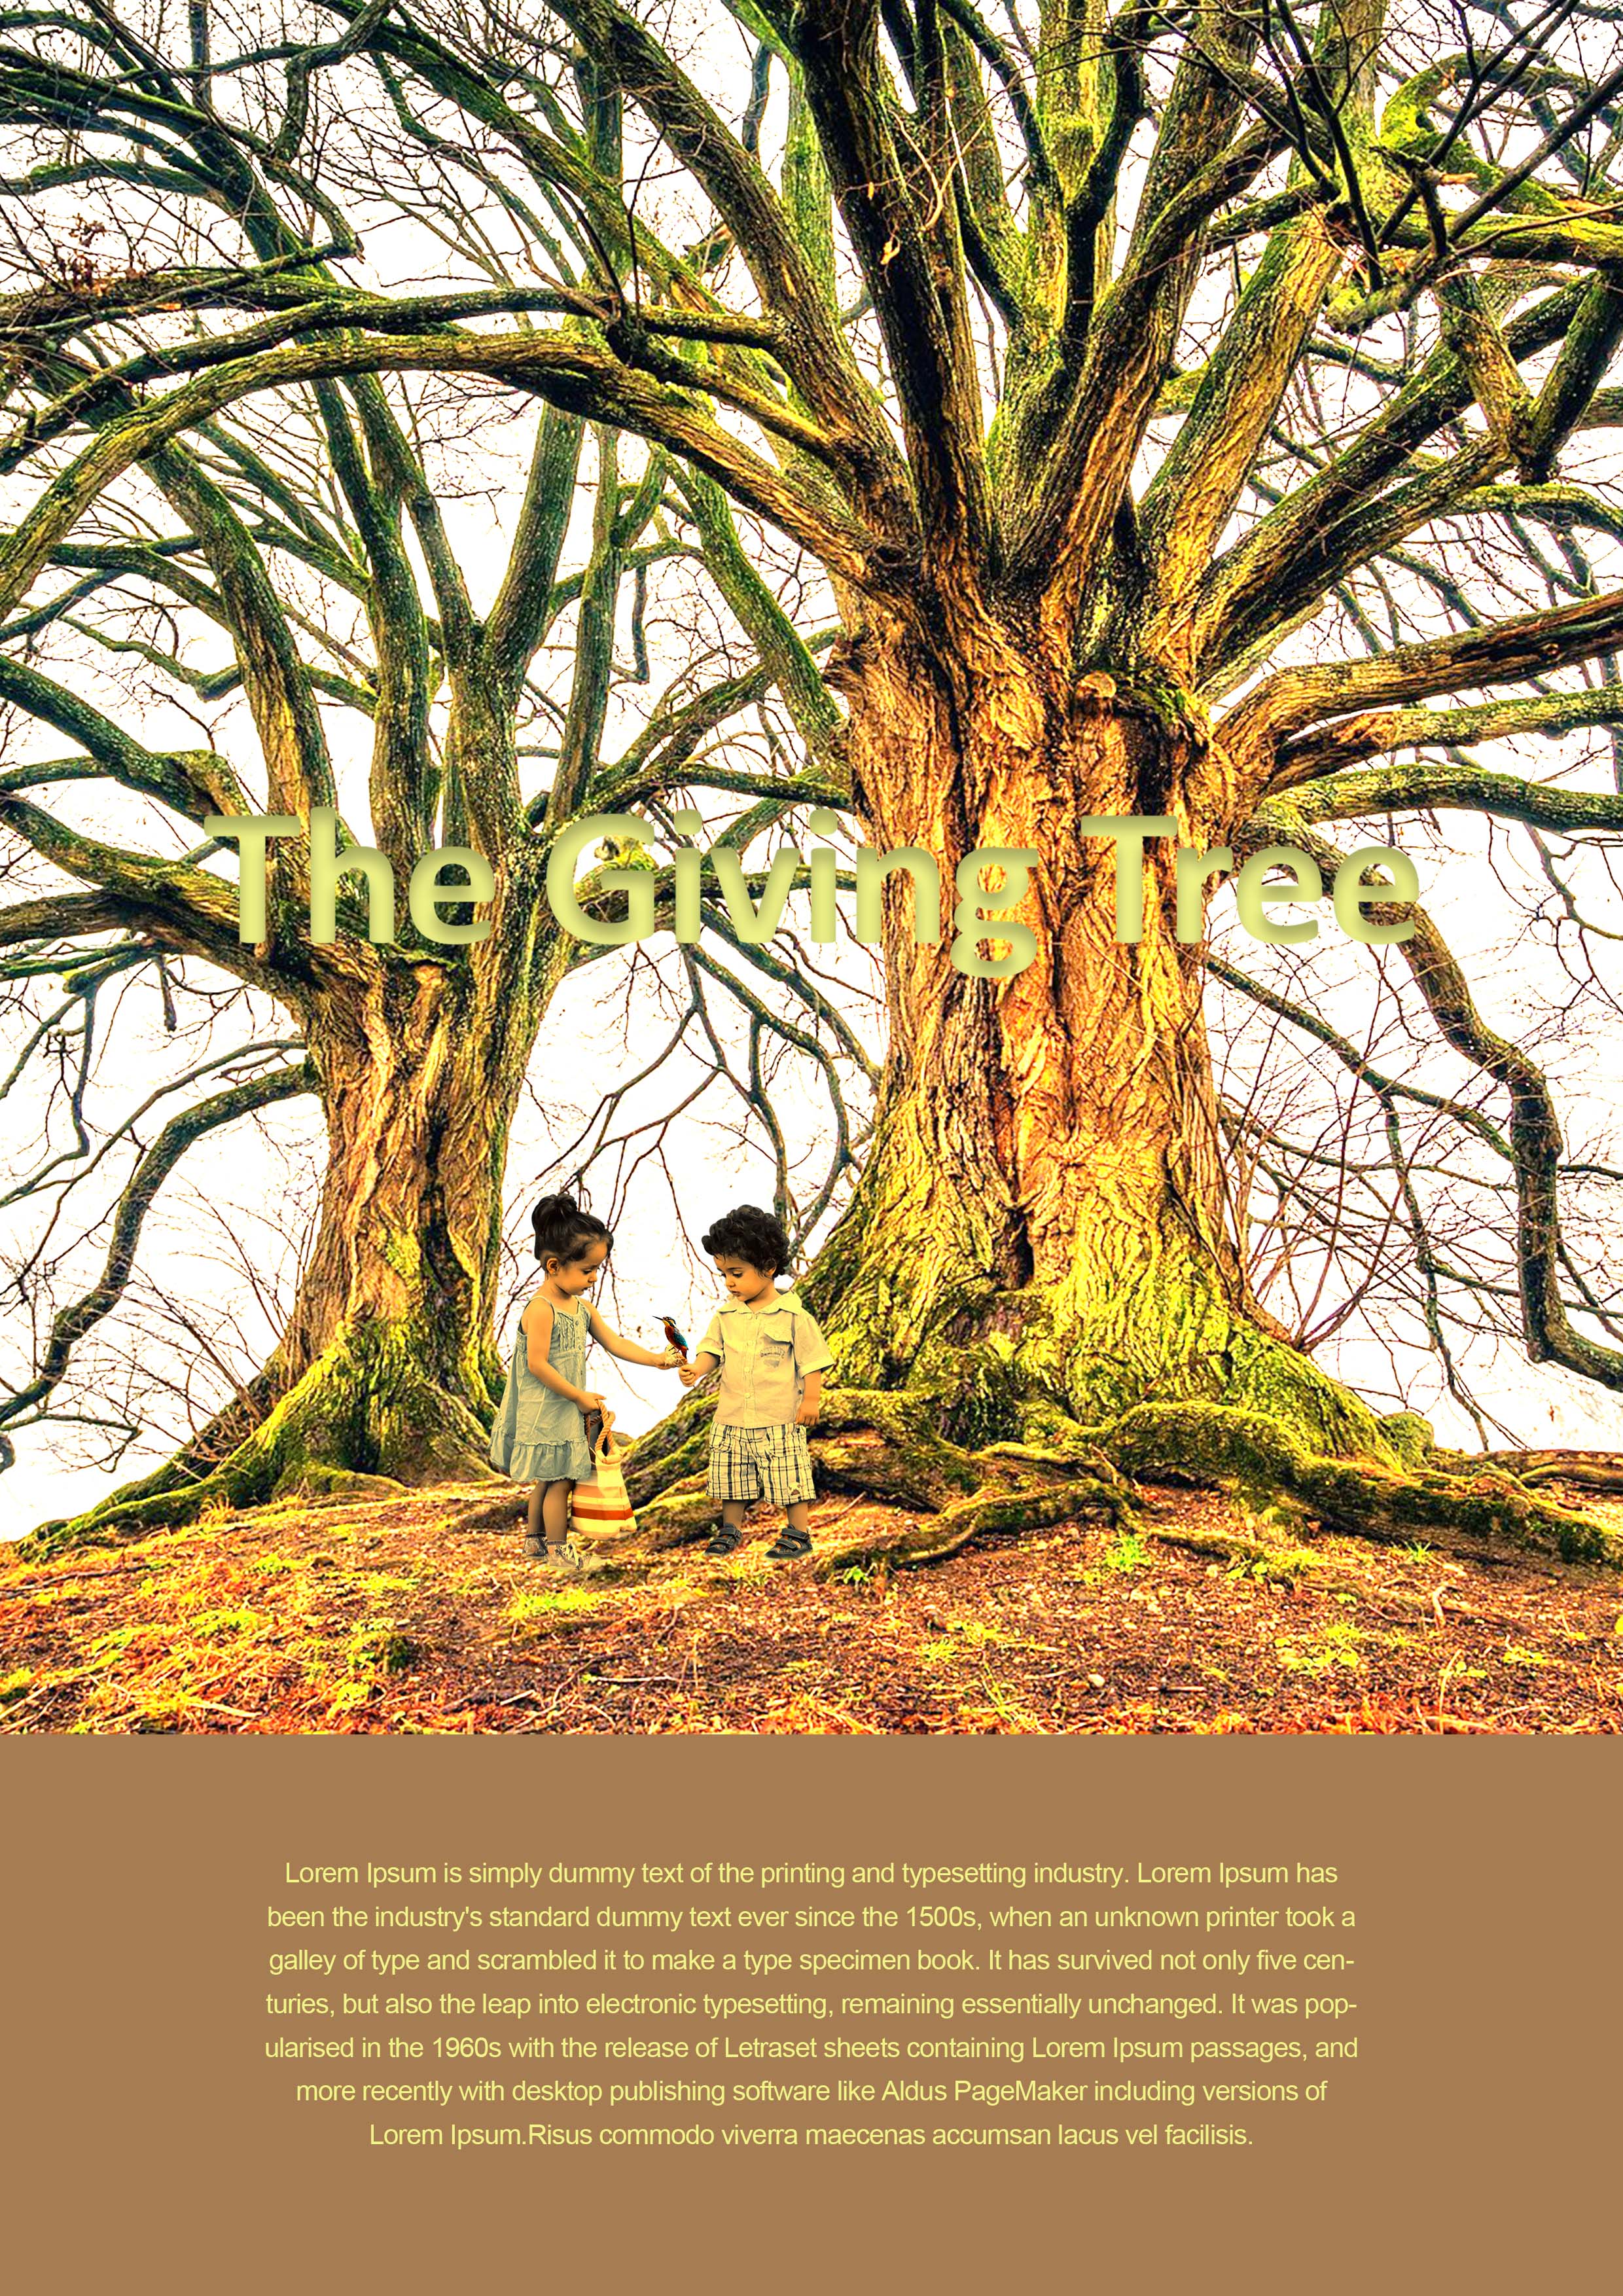 The Giving Tree
Lorem Ipsum is simply dummy text of the printing and typesetting industry. Lorem Ipsum has
been the industry's standard dummy text ever since the 1500s, when an unknown printer took a
galley of type and scrambled it to make a type specimen book. It has survived not only five cen-
turies, but also the leap into electronic typesetting, remaining essentially unchanged. It was pop-
ularised in the 1960s with the release of Letraset sheets containing Lorem Ipsum passages, and
more recently with desktop publishing software like Aldus PageMaker including versions of
Lorem Ipsum.Risus commodo viverra maecenas accumsan lacus vel facilisis.